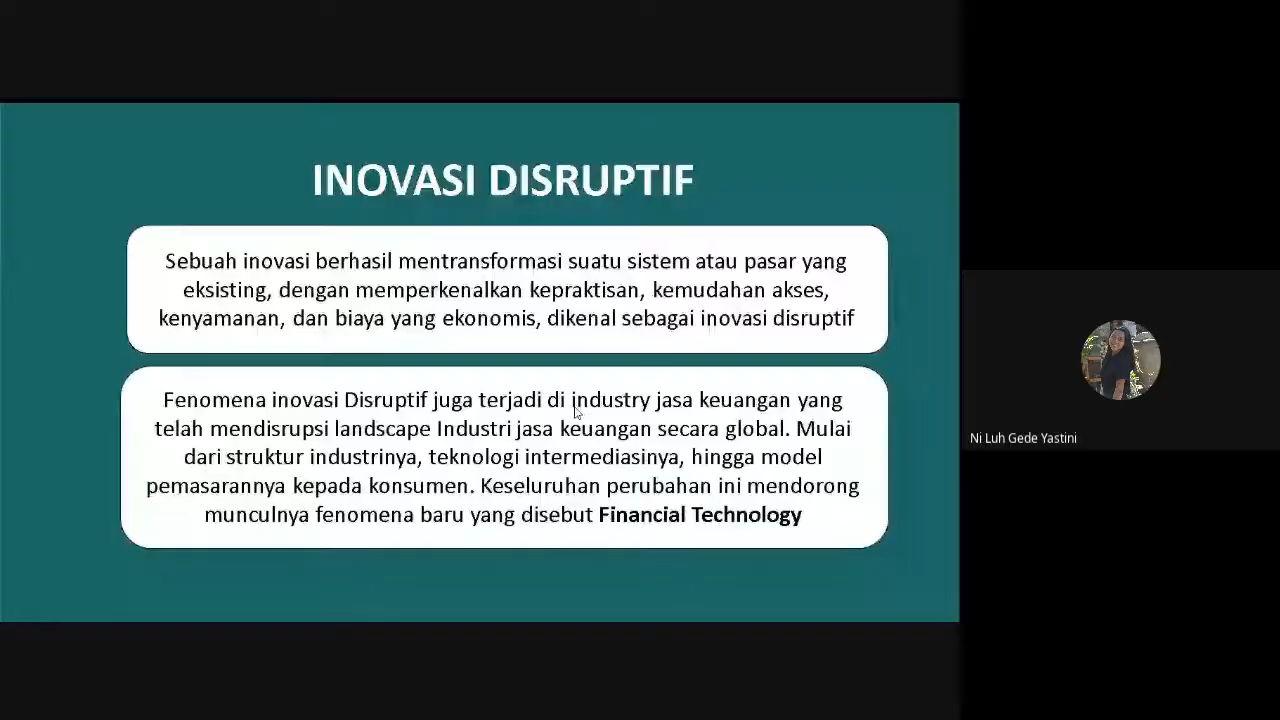 INOVASI DISRUPTIF
Sebuah inovasi berhasil mentransformasi suatu sistem atau pasar yang
eksisting, dengan memperkenalkan kepraktisan, kemudahan akses,
kenyamanan, dan biaya yang ekonomis, dikenal sebagai inovasi disruptif
Fenomena inovasi Disruptif juga terjadi di industry jasa keuangan yang
telah mendisrupsi landscape Industri jasa keuangan secara global. Mulai
dari struktur industrinya, teknologi intermediasinya, hingga model
pemasarannya kepada konsumen. Keseluruhan perubahan ini mendorong
munculnya fenomena baru yang disebut Financial Technology
Ni Luh Gede Yastini